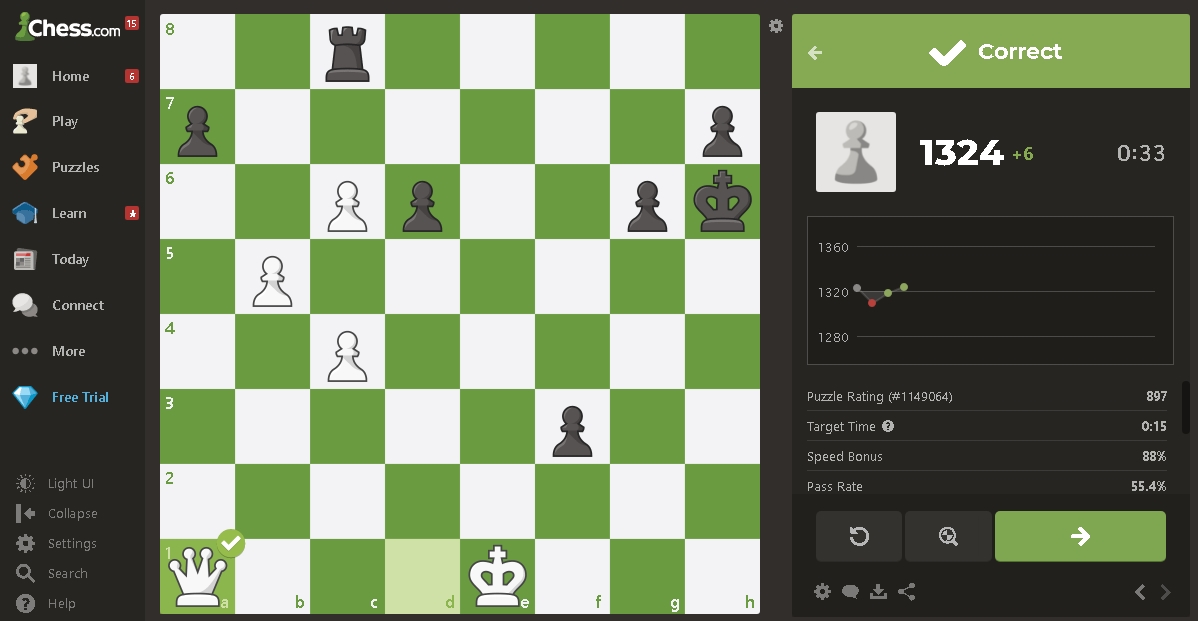 Chess.com 15
Home 6
Play
Puzzles
Learn
Today
Connect
More
Free Trial
Light UI
Collapse
Settings
Search
Help
8
7
6
5
4
3
2
1
a b c d e f g h
Correct
1324 +6 0:33
1360
1320
1280
Puzzle Rating (#1149064) 897
Target Time ? 0:15
Speed Bonus 88%
Pass Rate 55.4%